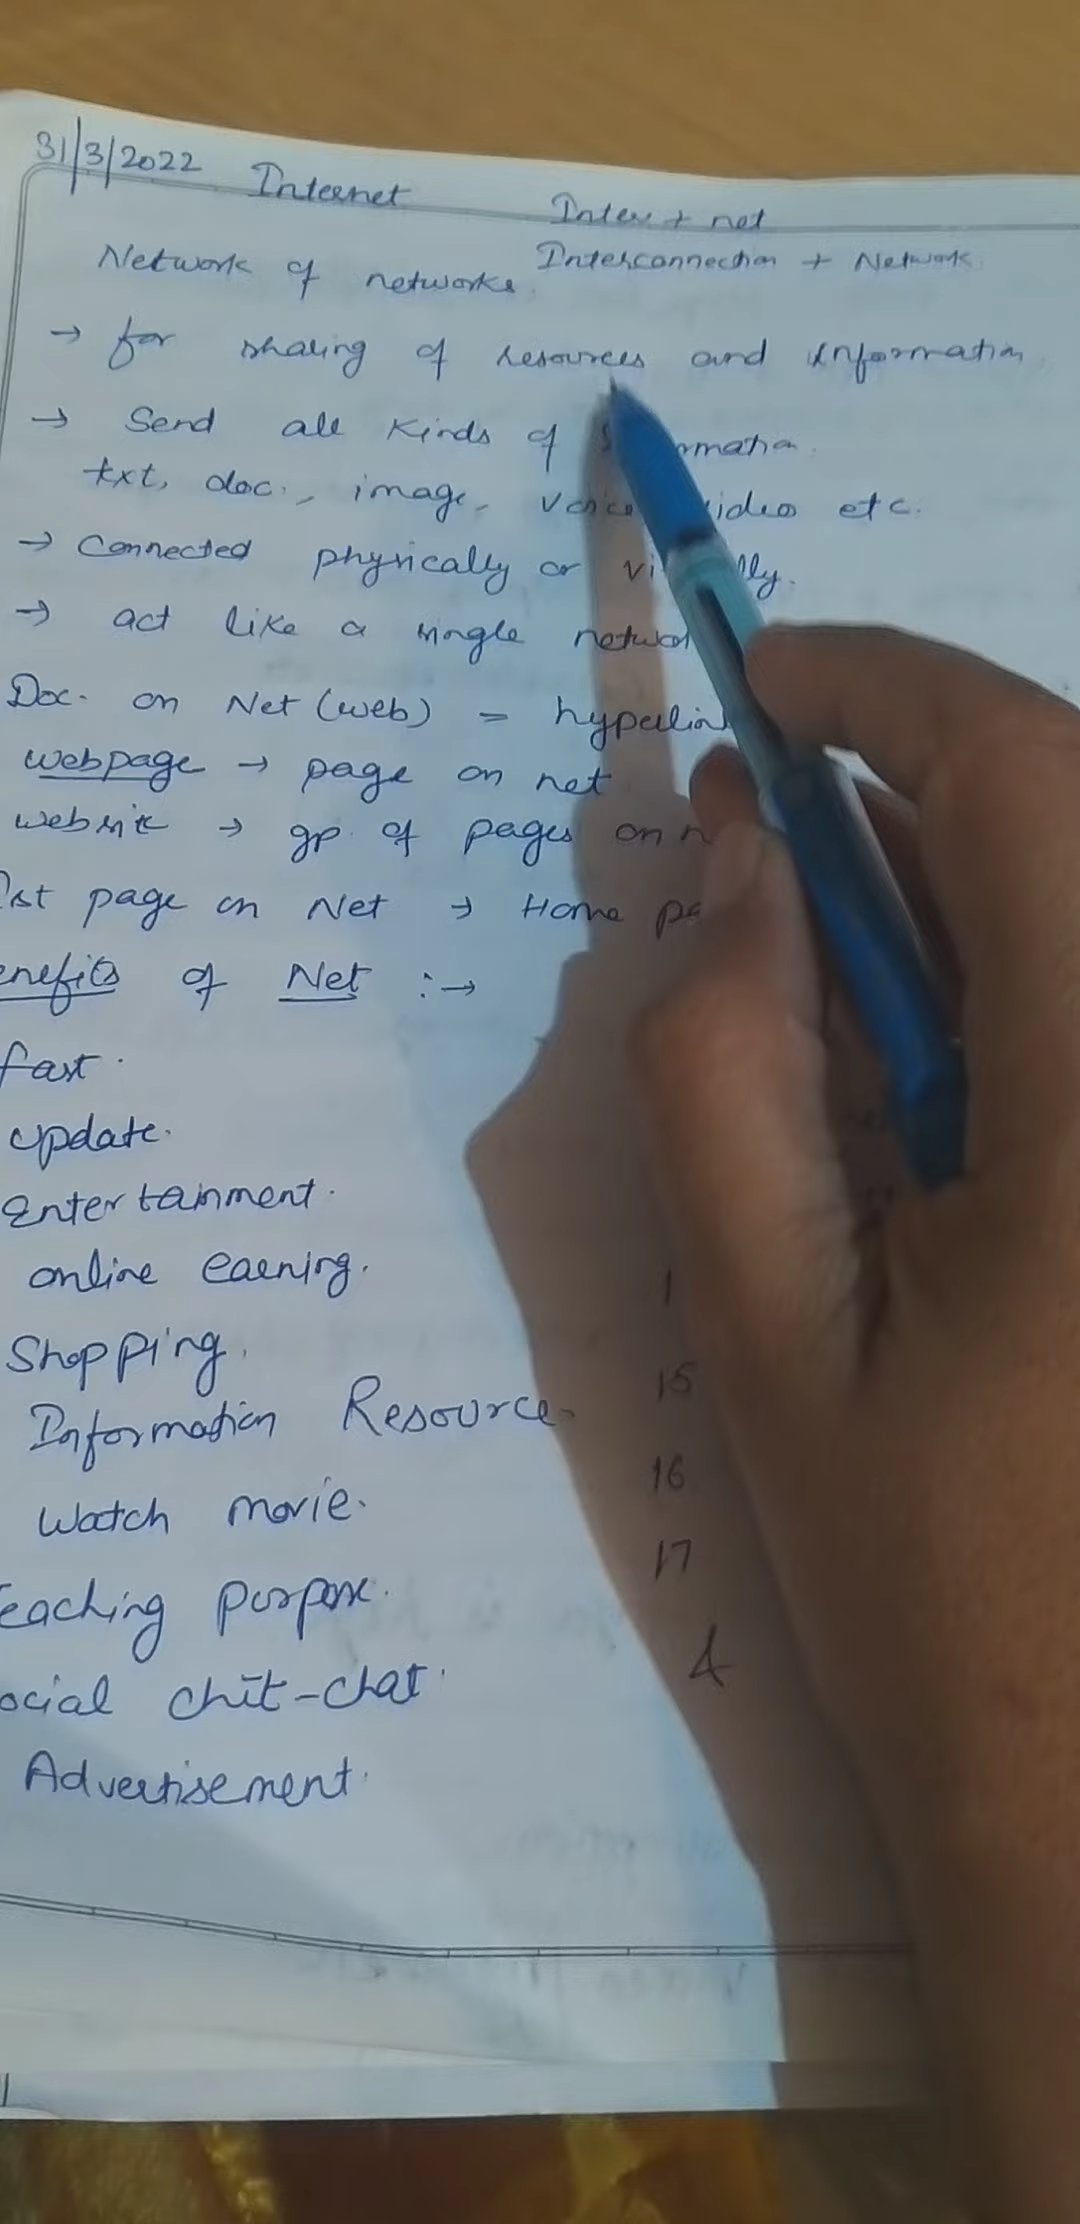 31/3/2022 Internet Inter + net
Network of networks. Interconnection + Network
→ for sharing of resources and information
→ Send all kinds of
txt, doc., image, voice video etc.
→ Connected physically or
→ act like a single
Doc. on Net (web) =
webpage → page on net
website → gp. of pages on
1st page on Net → Home
of Net :→
fast.
update.
Entertainment.
online earning.
Shopping.
Information Resource.
Watch movie.
purpose.
chit-chat.
Advertisement.
15
16
17